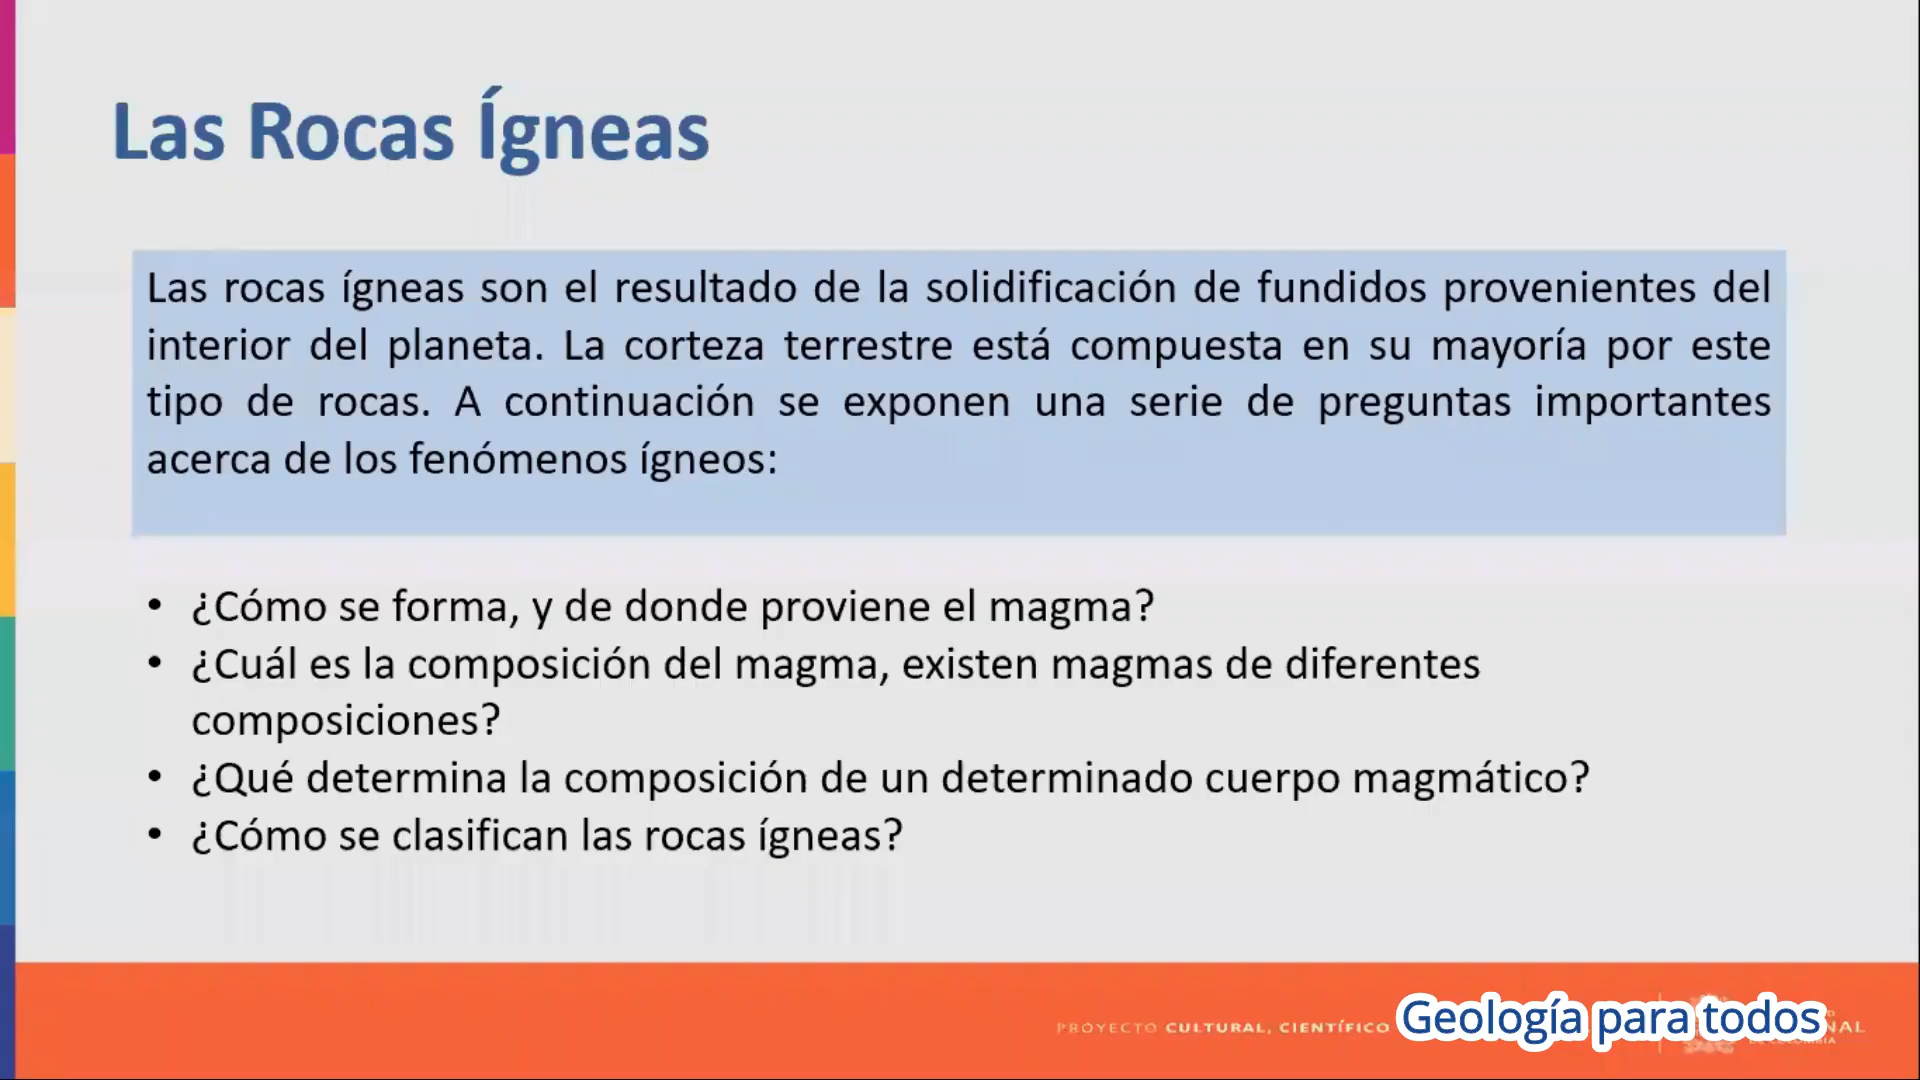 Las Rocas Ígneas
Las rocas ígneas son el resultado de la solidificación de fundidos provenientes del
interior del planeta. La corteza terrestre está compuesta en su mayoría por este
tipo de rocas. A continuación se exponen una serie de preguntas importantes
acerca de los fenómenos ígneos:
• ¿Cómo se forma, y de donde proviene el magma?
• ¿Cuál es la composición del magma, existen magmas de diferentes
composiciones?
• ¿Qué determina la composición de un determinado cuerpo magmático?
• ¿Cómo se clasifican las rocas ígneas?
PROYECTO CULTURAL, CIENTÍFICO
Geología para todos